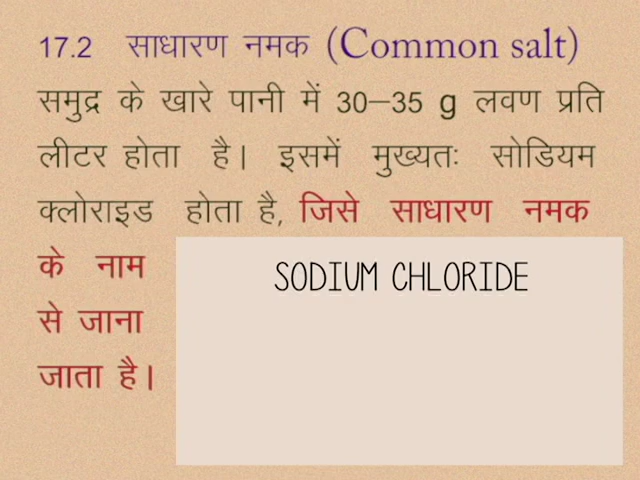 17.2 साधारण नमक (Common salt)
समुद्र के खारे पानी में 30–35 g लवण प्रति
लीटर होता है। इसमें मुख्यतः सोडियम
क्लोराइड होता है, जिसे साधारण नमक
के नाम
से जाना
जाता है।
SODIUM CHLORIDE